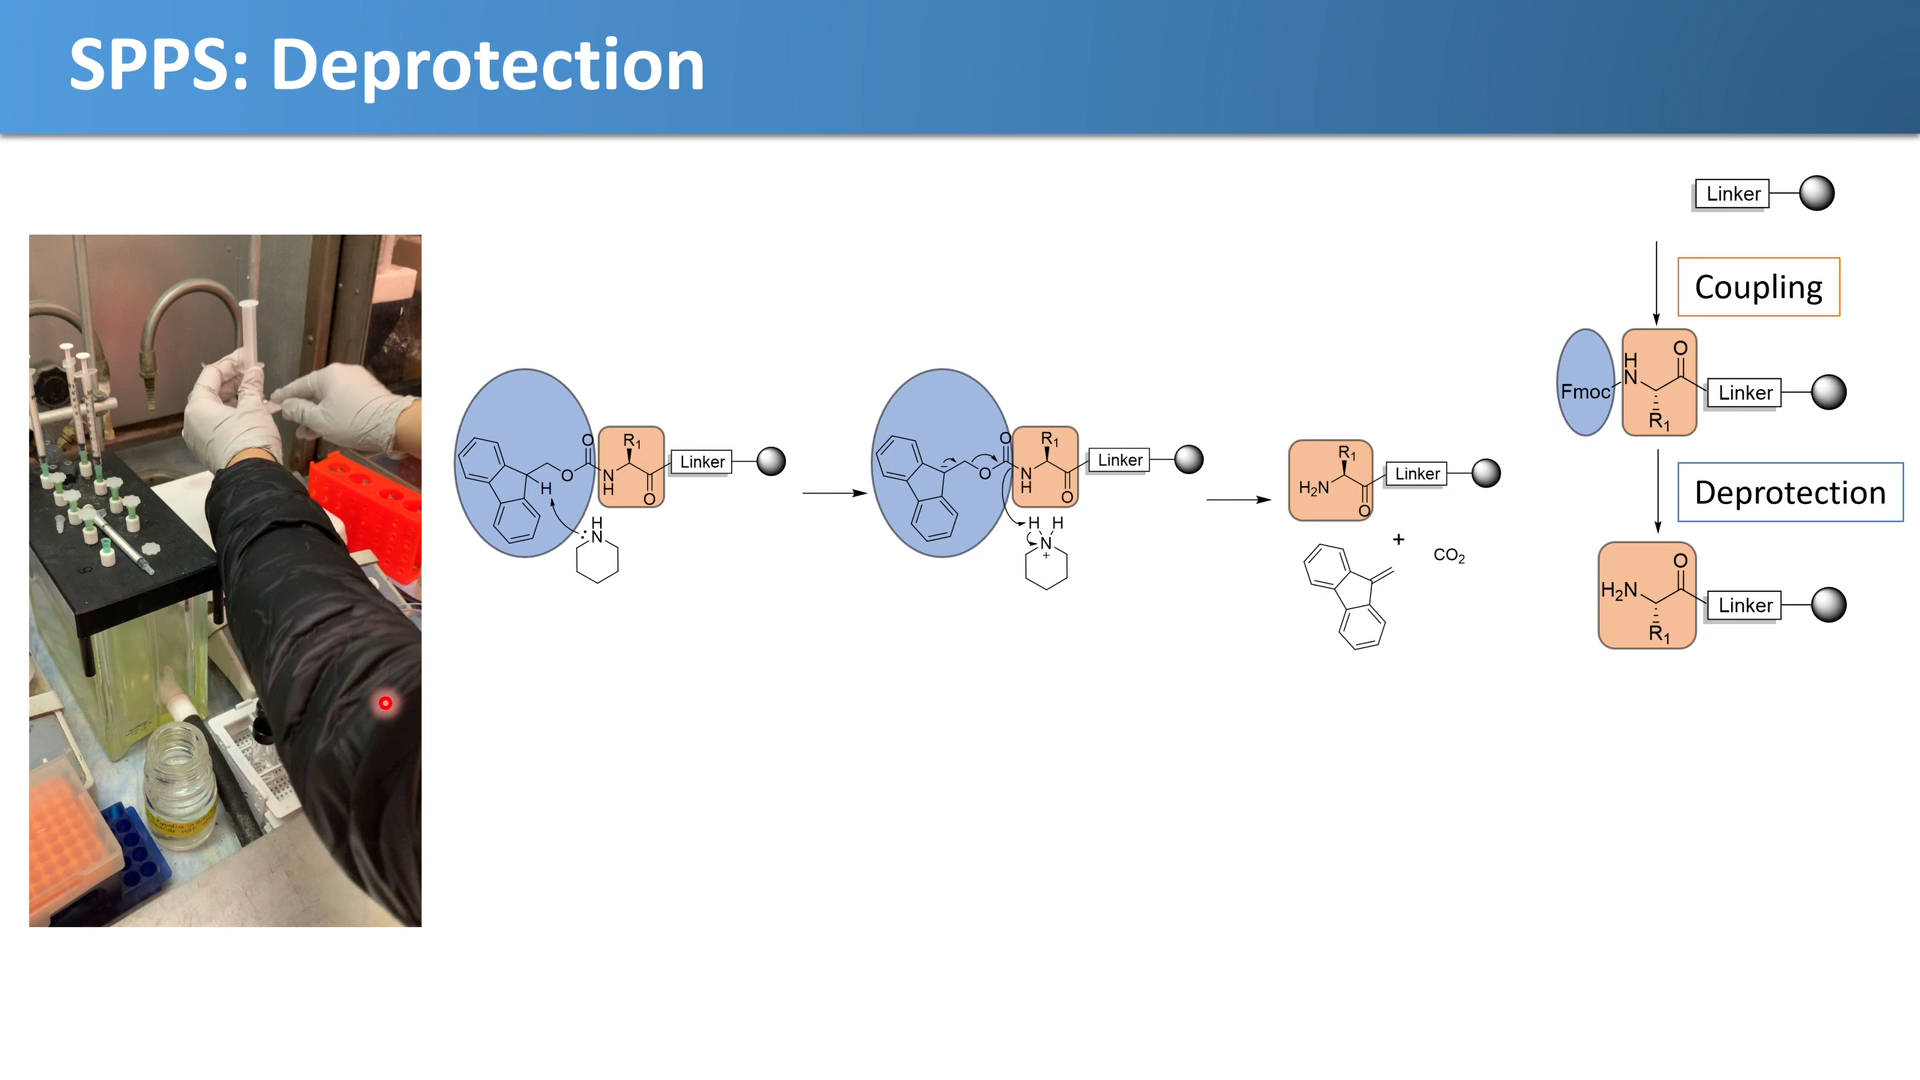 SPPS: Deprotection
Linker
Coupling
Fmoc
H
N
O
R1
Linker
Deprotection
H2N
O
R1
Linker
O
O
H
N
H
R1
O
Linker
H
N
O
O
N
H
R1
O
Linker
H H
N
+
R1
H2N
O
Linker
+
CO2